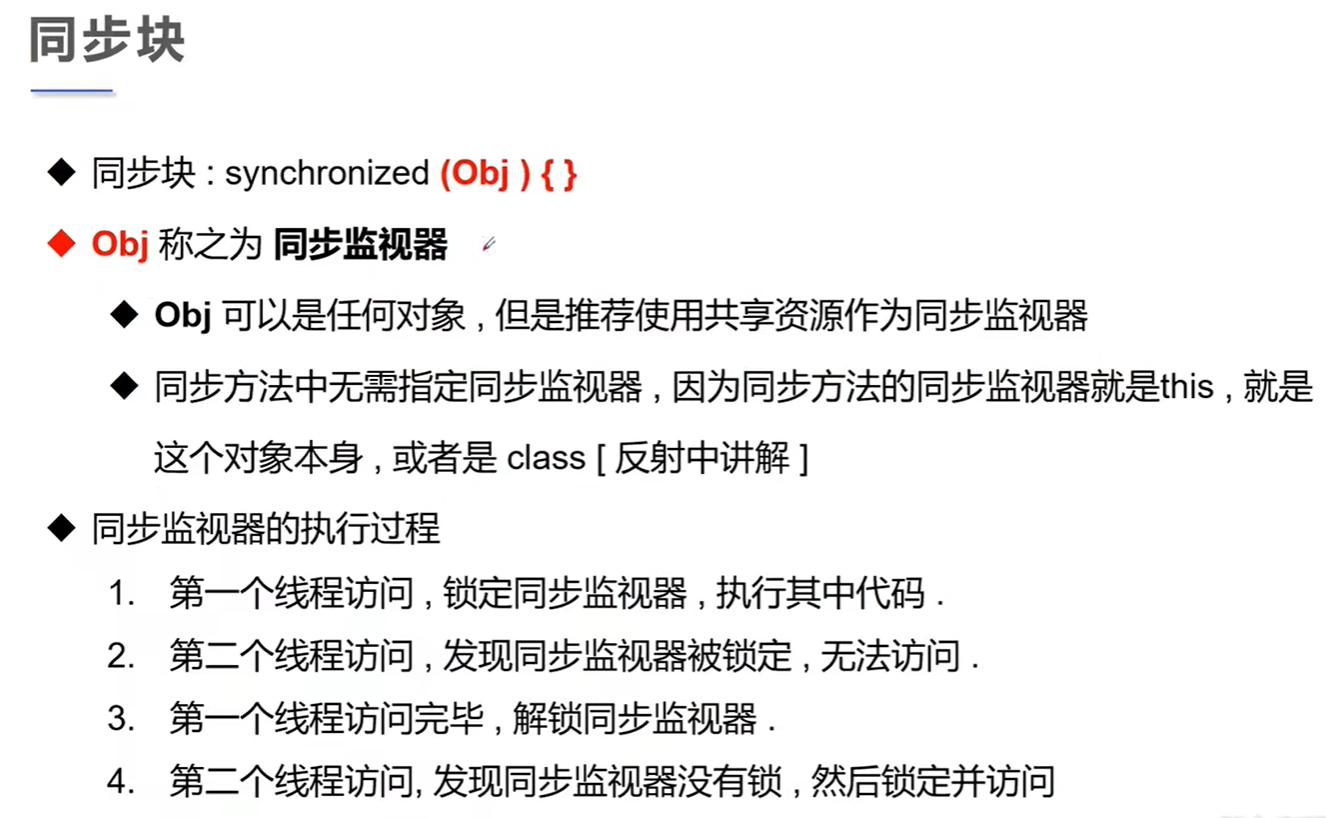 同步块
◆ 同步块 : synchronized (Obj ) { }
◆ Obj 称之为 同步监视器
◆ Obj 可以是任何对象 , 但是推荐使用共享资源作为同步监视器
◆ 同步方法中无需指定同步监视器 , 因为同步方法的同步监视器就是this , 就是
这个对象本身 , 或者是 class [ 反射中讲解 ]
◆ 同步监视器的执行过程
1. 第一个线程访问 , 锁定同步监视器 , 执行其中代码 .
2. 第二个线程访问 , 发现同步监视器被锁定 , 无法访问 .
3. 第一个线程访问完毕 , 解锁同步监视器 .
4. 第二个线程访问, 发现同步监视器没有锁 , 然后锁定并访问